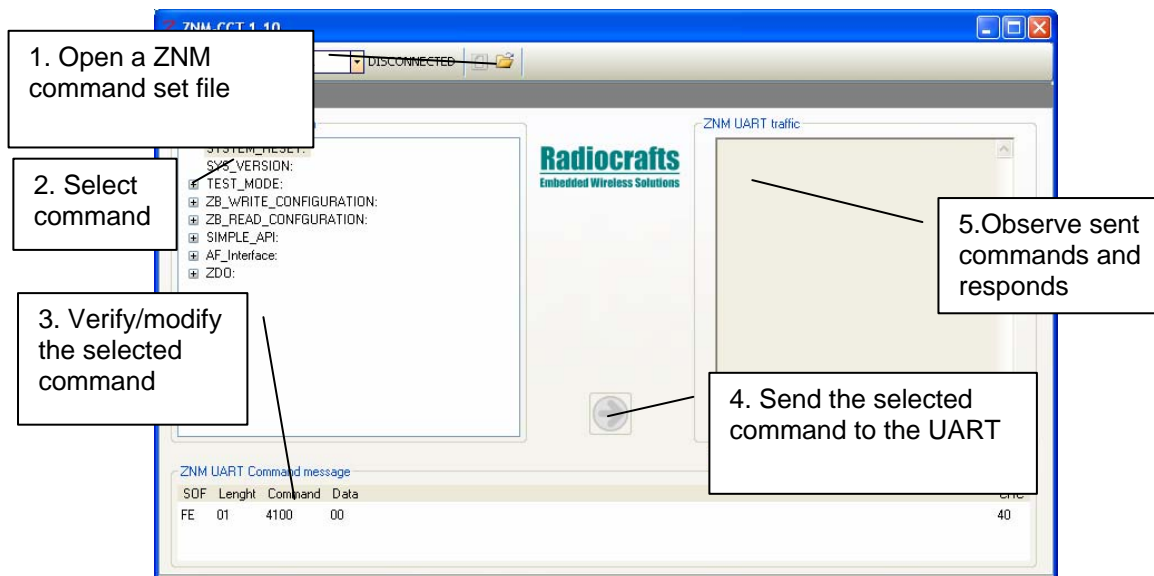 ZNM-CCT 1.10
1. Open a ZNM
command set file
DISCONNECTED
ZNM UART traffic
SYSTEM_RESET:
SYS_VERSION:
TEST_MODE:
ZB_WRITE_CONFIGURATION:
ZB_READ_CONFGURATION:
SIMPLE_API:
AF_Interface:
ZDO:
2. Select
command
Radiocrafts
Embedded Wireless Solutions
5.Observe sent
commands and
responds
3. Verify/modify
the selected
command
4. Send the selected
command to the UART
ZNM UART Command message
SOF Lenght Command Data
FE 01 4100 00 40